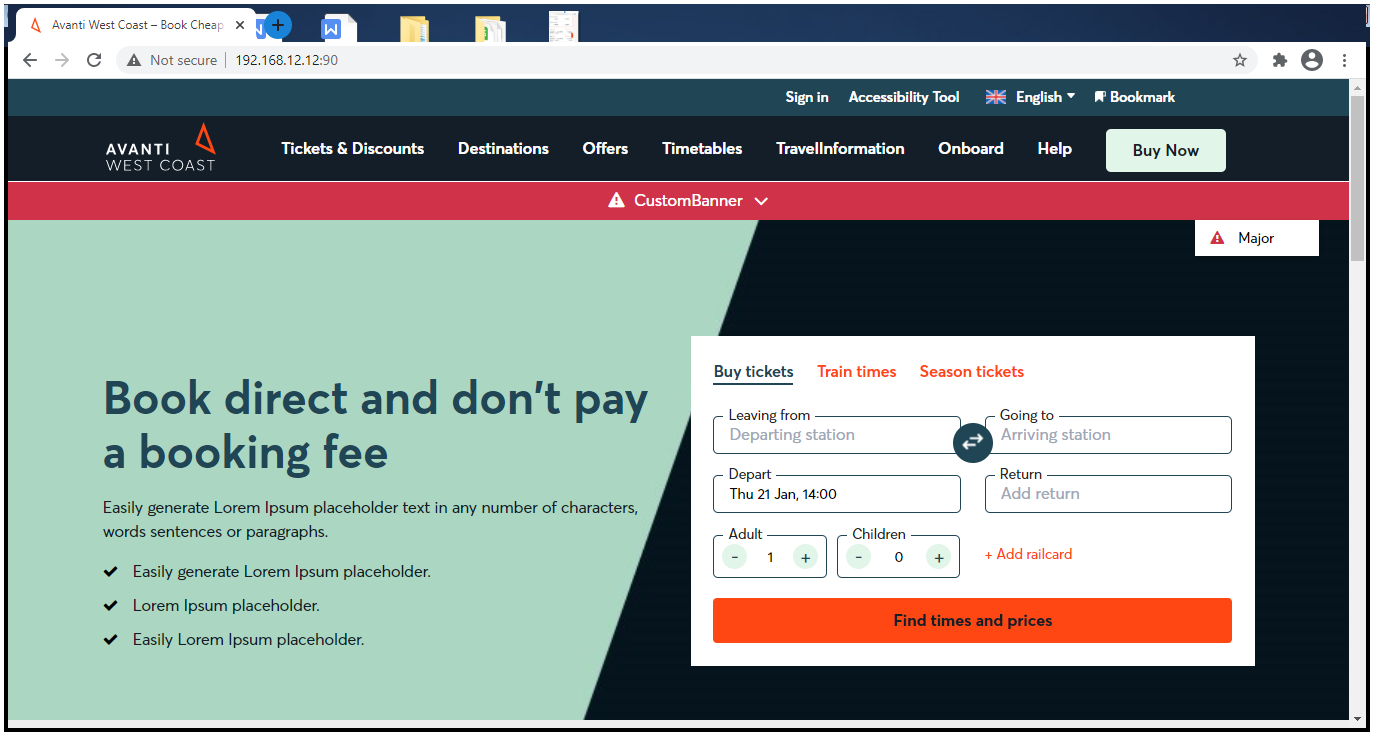 Avanti West Coast – Book Cheap
Not secure 192.168.12.12:90
Sign in Accessibility Tool English Bookmark
AVANTI
WEST COAST
Tickets & Discounts Destinations Offers Timetables TravelInformation Onboard Help Buy Now
CustomBanner
Major
Book direct and don't pay
a booking fee
Easily generate Lorem Ipsum placeholder text in any number of characters,
words sentences or paragraphs.
Easily generate Lorem Ipsum placeholder.
Lorem Ipsum placeholder.
Easily Lorem Ipsum placeholder.
Buy tickets Train times Season tickets
Leaving from Going to
Departing station Arriving station
Depart Return
Thu 21 Jan, 14:00 Add return
Adult Children
- 1 + - 0 + + Add railcard
Find times and prices